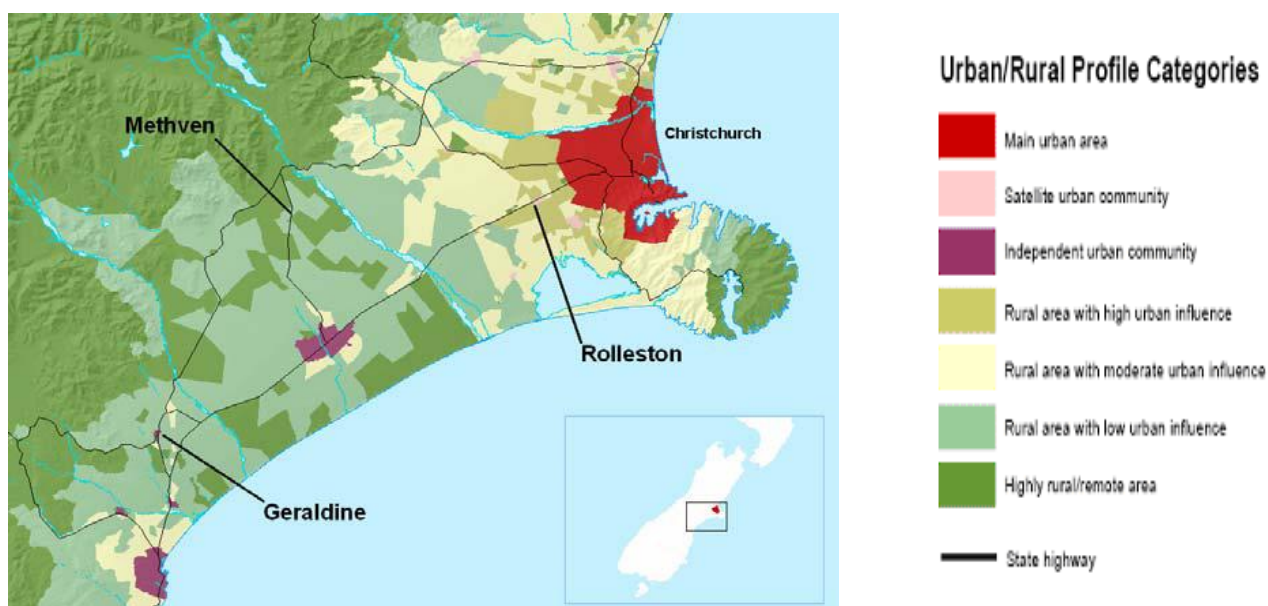 Methven
Christchurch
Rolleston
Geraldine
Urban/Rural Profile Categories
Main urban area
Satellite urban community
Independent urban community
Rural area with high urban influence
Rural area with moderate urban influence
Rural area with low urban influence
Highly rural/remote area
State highway